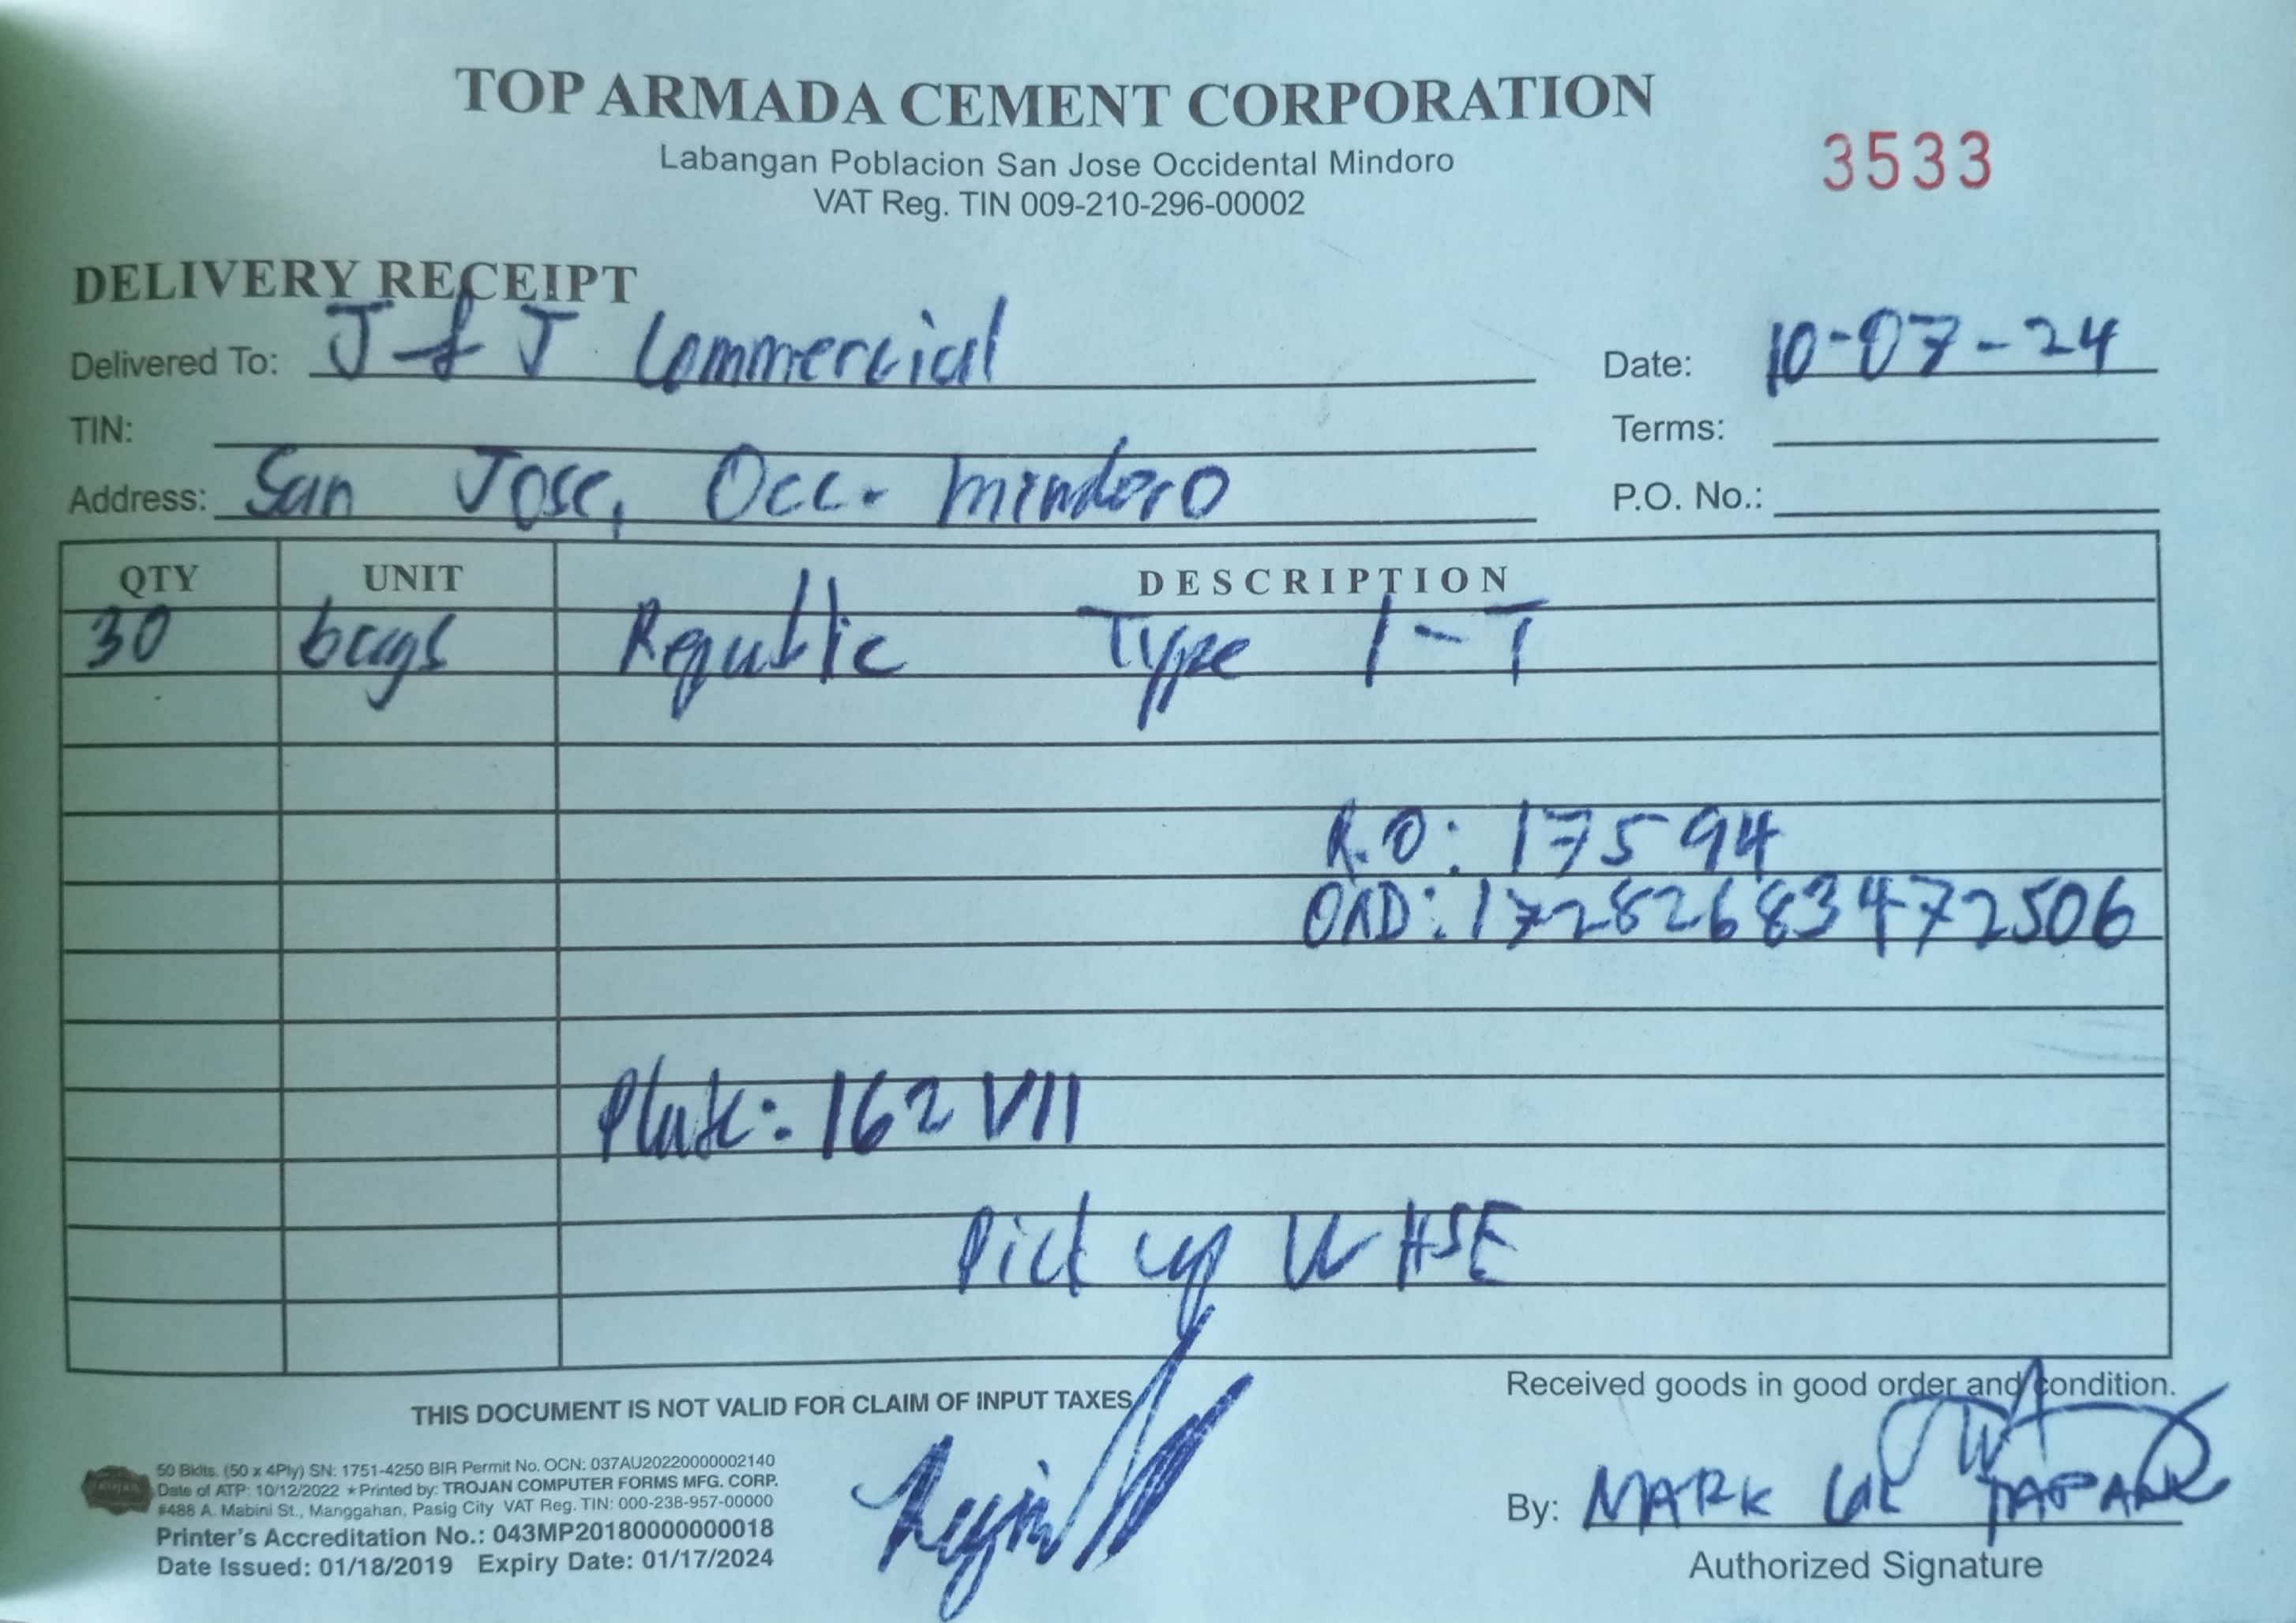 TOP ARMADA CEMENT CORPORATION
Labangan Poblacion San Jose Occidental Mindoro
VAT Reg. TIN 009-210-296-00002
3533
DELIVERY RECEIPT
Delivered To: J & J Commercial
Date: 10-07-24
TIN:
Terms:
Address: San Jose, Occ. Mindoro
P.O. No.:
QTY UNIT DESCRIPTION
30 bags Republic Type 1-T
R.O: 17594
ORD: 17282683472506
Plate: 162 VII
Pick up WHSE
THIS DOCUMENT IS NOT VALID FOR CLAIM OF INPUT TAXES
Received goods in good order and condition.
50 Bklts. (50 x 4Ply) SN: 1751-4250 BIR Permit No. OCN: 037AU20220000002140
Date of ATP: 10/12/2022 ★ Printed by: TROJAN COMPUTER FORMS MFG. CORP.
#488 A. Mabini St., Manggahan, Pasig City VAT Reg. TIN: 000-238-957-00000
Printer's Accreditation No.: 043MP20180000000018
Date Issued: 01/18/2019 Expiry Date: 01/17/2024
By: MARK
Authorized Signature